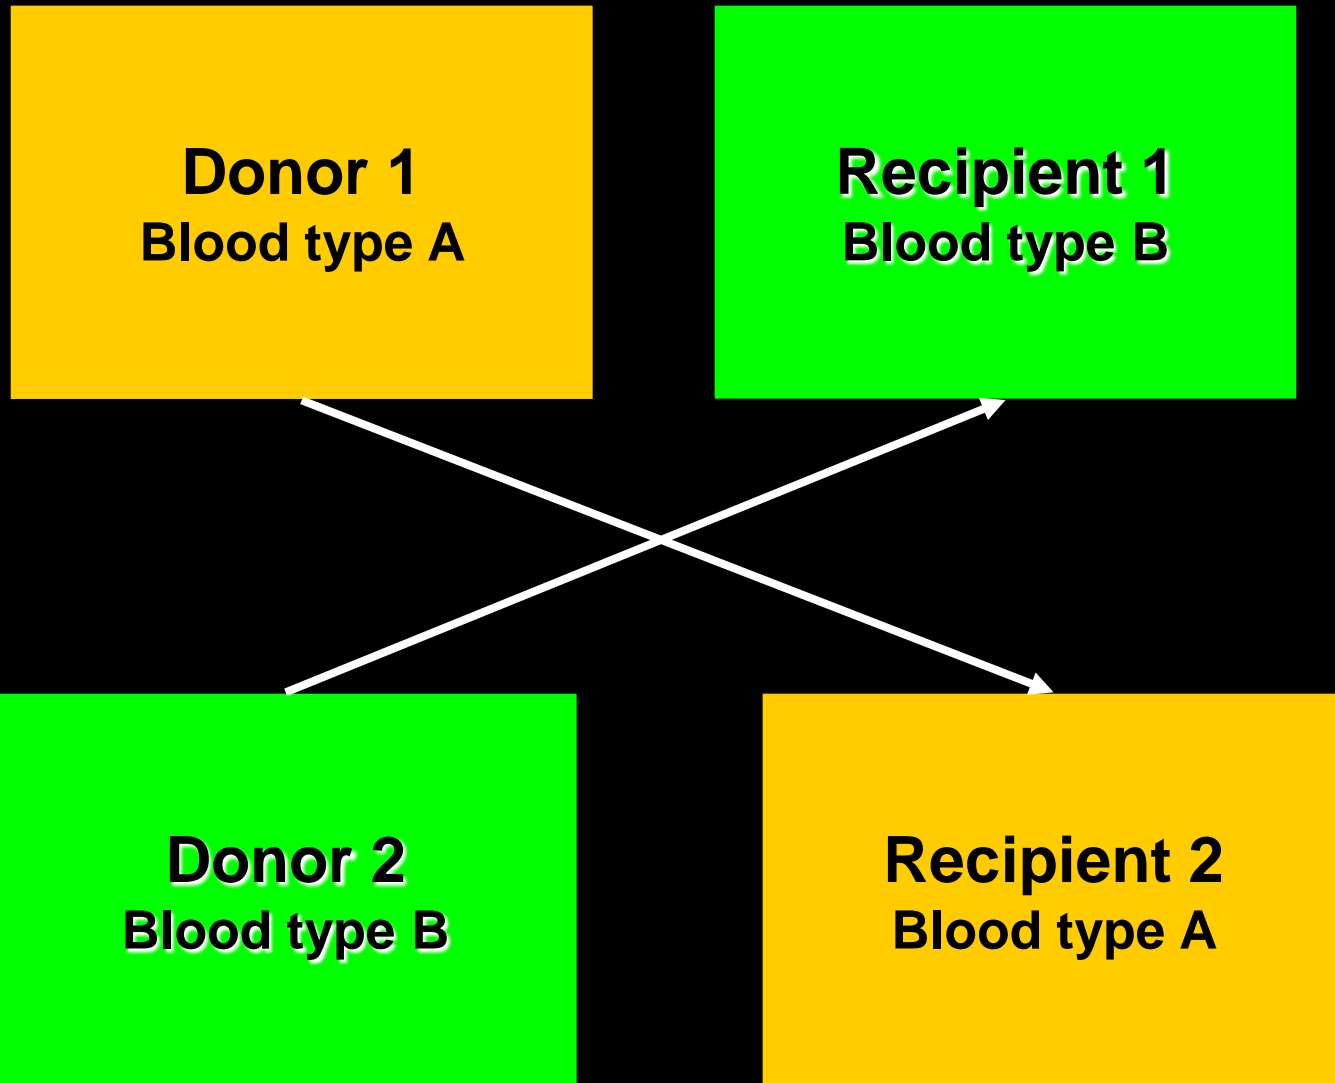 Donor 1
Blood type A
Recipient 1
Blood type B
Donor 2
Blood type B
Recipient 2
Blood type A